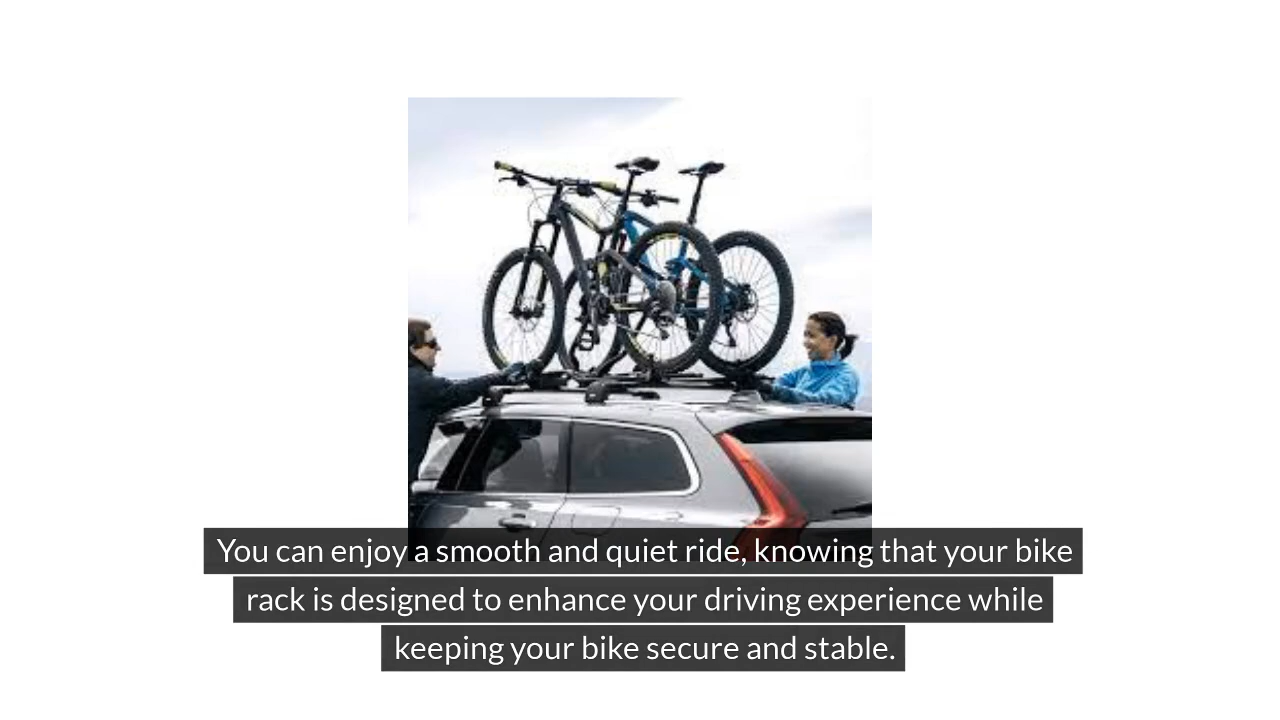 You can enjoy a smooth and quiet ride, knowing that your bike
rack is designed to enhance your driving experience while
keeping your bike secure and stable.